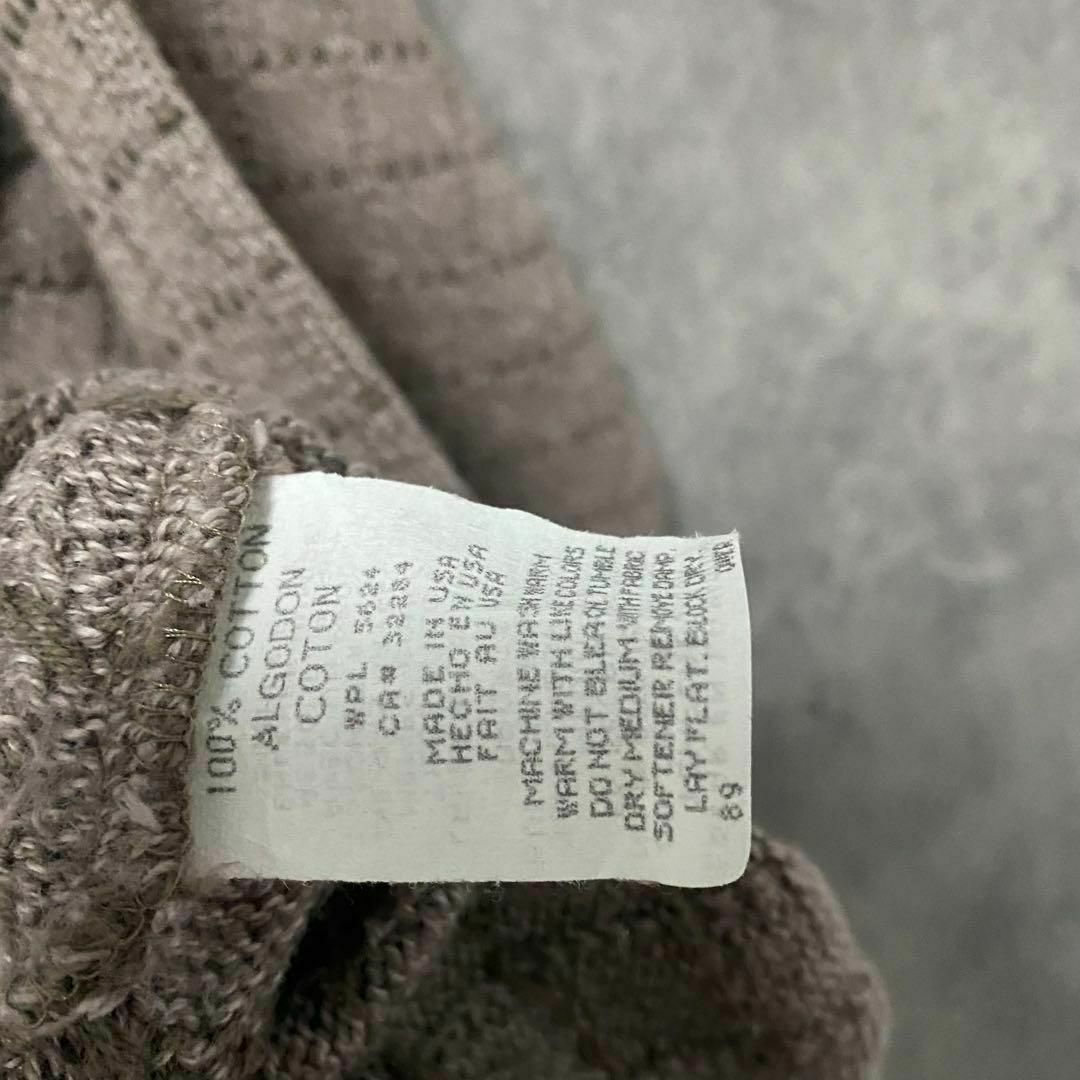 100% COTTON
ALGODON
COTON
WPL 5624
CA# 32284
MADE IN USA
HECHO EN USA
FAIT AU USA
MACHINE WASH WARM
WARM WITH LIKE COLORS
DO NOT BLEACH TUMBLE
DRY MEDIUM WITH FABRIC
SOFTENER REMOVE DAMP.
LAY FLAT. BLOCK DRY.
89